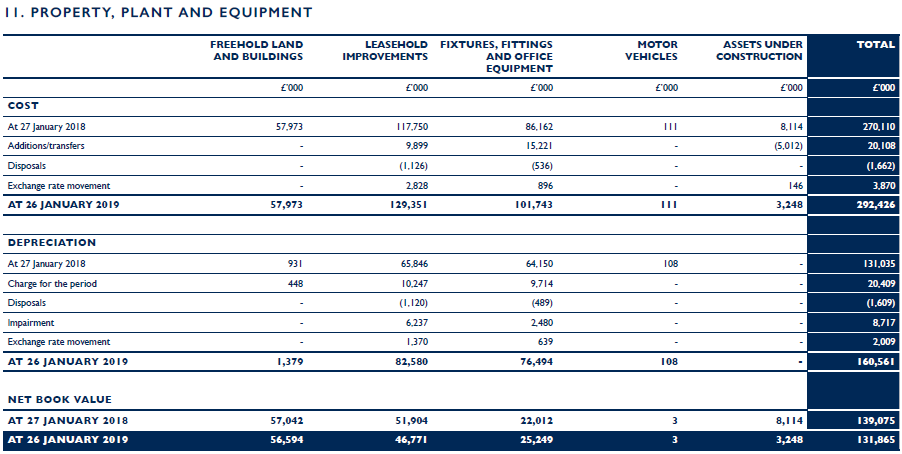 11. PROPERTY, PLANT AND EQUIPMENT
FREEHOLD LAND AND BUILDINGS LEASEHOLD IMPROVEMENTS FIXTURES, FITTINGS AND OFFICE EQUIPMENT MOTOR VEHICLES ASSETS UNDER CONSTRUCTION TOTAL
£'000 £'000 £'000 £'000 £'000 £'000
COST
At 27 January 2018 57,973 117,750 86,162 111 8,114 270,110
Additions/transfers - 9,899 15,221 - (5,012) 20,108
Disposals - (1,126) (536) - - (1,662)
Exchange rate movement - 2,828 896 - 146 3,870
AT 26 JANUARY 2019 57,973 129,351 101,743 111 3,248 292,426
DEPRECIATION
At 27 January 2018 931 65,846 64,150 108 - 131,035
Charge for the period 448 10,247 9,714 - - 20,409
Disposals - (1,120) (489) - - (1,609)
Impairment - 6,237 2,480 - - 8,717
Exchange rate movement - 1,370 639 - - 2,009
AT 26 JANUARY 2019 1,379 82,580 76,494 108 - 160,561
NET BOOK VALUE
AT 27 JANUARY 2018 57,042 51,904 22,012 3 8,114 139,075
AT 26 JANUARY 2019 56,594 46,771 25,249 3 3,248 131,865